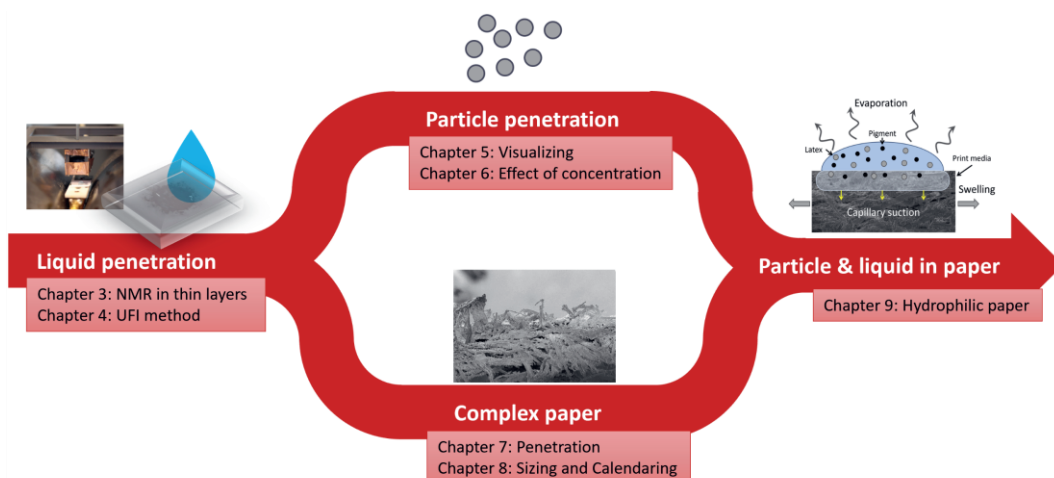 Particle penetration
Chapter 5: Visualizing
Chapter 6: Effect of concentration
Liquid penetration
Chapter 3: NMR in thin layers
Chapter 4: UFI method
Complex paper
Chapter 7: Penetration
Chapter 8: Sizing and Calendaring
Evaporation
Pigment
Latex
Print media
Swelling
Capillary suction
Particle & liquid in paper
Chapter 9: Hydrophilic paper